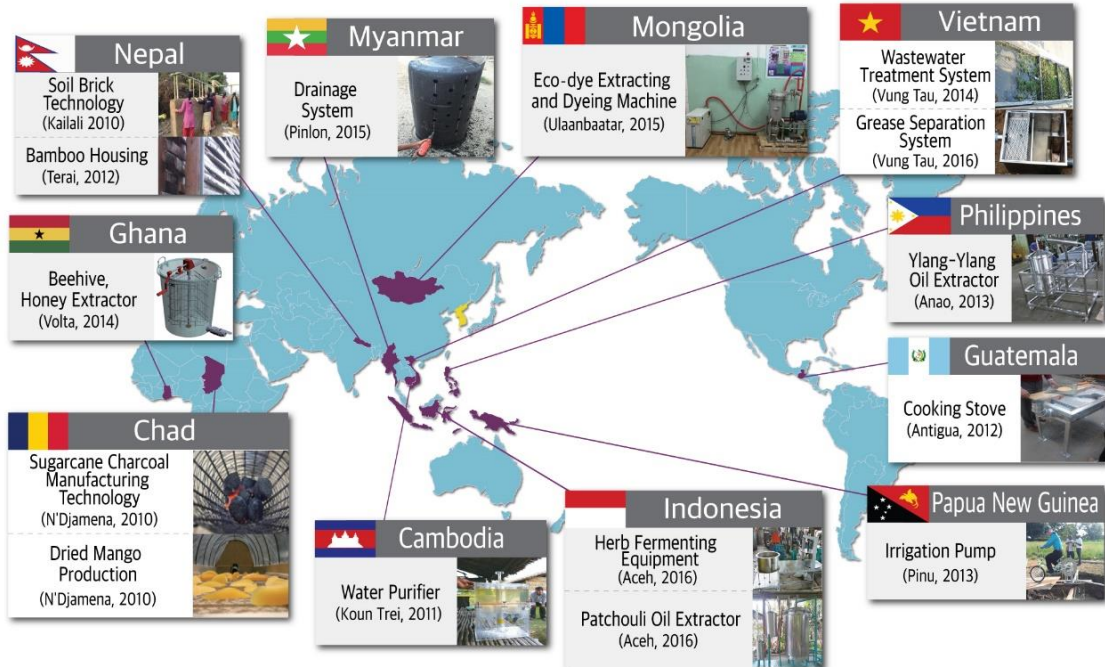 Nepal
Soil Brick
Technology
(Kailali 2010)
Bamboo Housing
(Terai, 2012)
Myanmar
Drainage
System
(Pinlon, 2015)
Mongolia
Eco-dye Extracting
and Dyeing Machine
(Ulaanbaatar, 2015)
Vietnam
Wastewater
Treatment System
(Vung Tau, 2014)
Grease Separation
System
(Vung Tau, 2016)
Ghana
Beehive,
Honey Extractor
(Volta, 2014)
Philippines
Ylang-Ylang
Oil Extractor
(Anao, 2013)
Guatemala
Cooking Stove
(Antigua, 2012)
Chad
Sugarcane Charcoal
Manufacturing
Technology
(N'Djamena, 2010)
Dried Mango
Production
(N'Djamena, 2010)
Cambodia
Water Purifier
(Koun Trei, 2011)
Indonesia
Herb Fermenting
Equipment
(Aceh, 2016)
Patchouli Oil Extractor
(Aceh, 2016)
Papua New Guinea
Irrigation Pump
(Pinu, 2013)